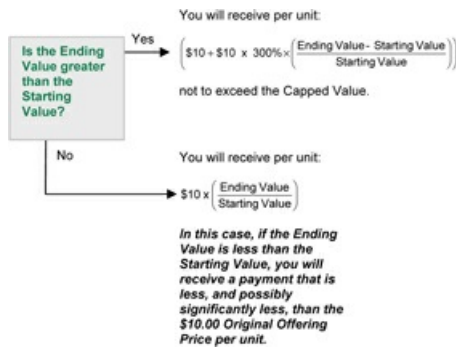 You will receive per unit:
Is the Ending
Value greater
than the
Starting
Value?
Yes
($10 + $10 x 300% × (Ending Value - Starting Value
Starting Value))
not to exceed the Capped Value.
No
You will receive per unit:
$10 x (Ending Value
Starting Value)
In this case, if the Ending
Value is less than the
Starting Value, you will
receive a payment that is
less, and possibly
significantly less, than the
$10.00 Original Offering
Price per unit.